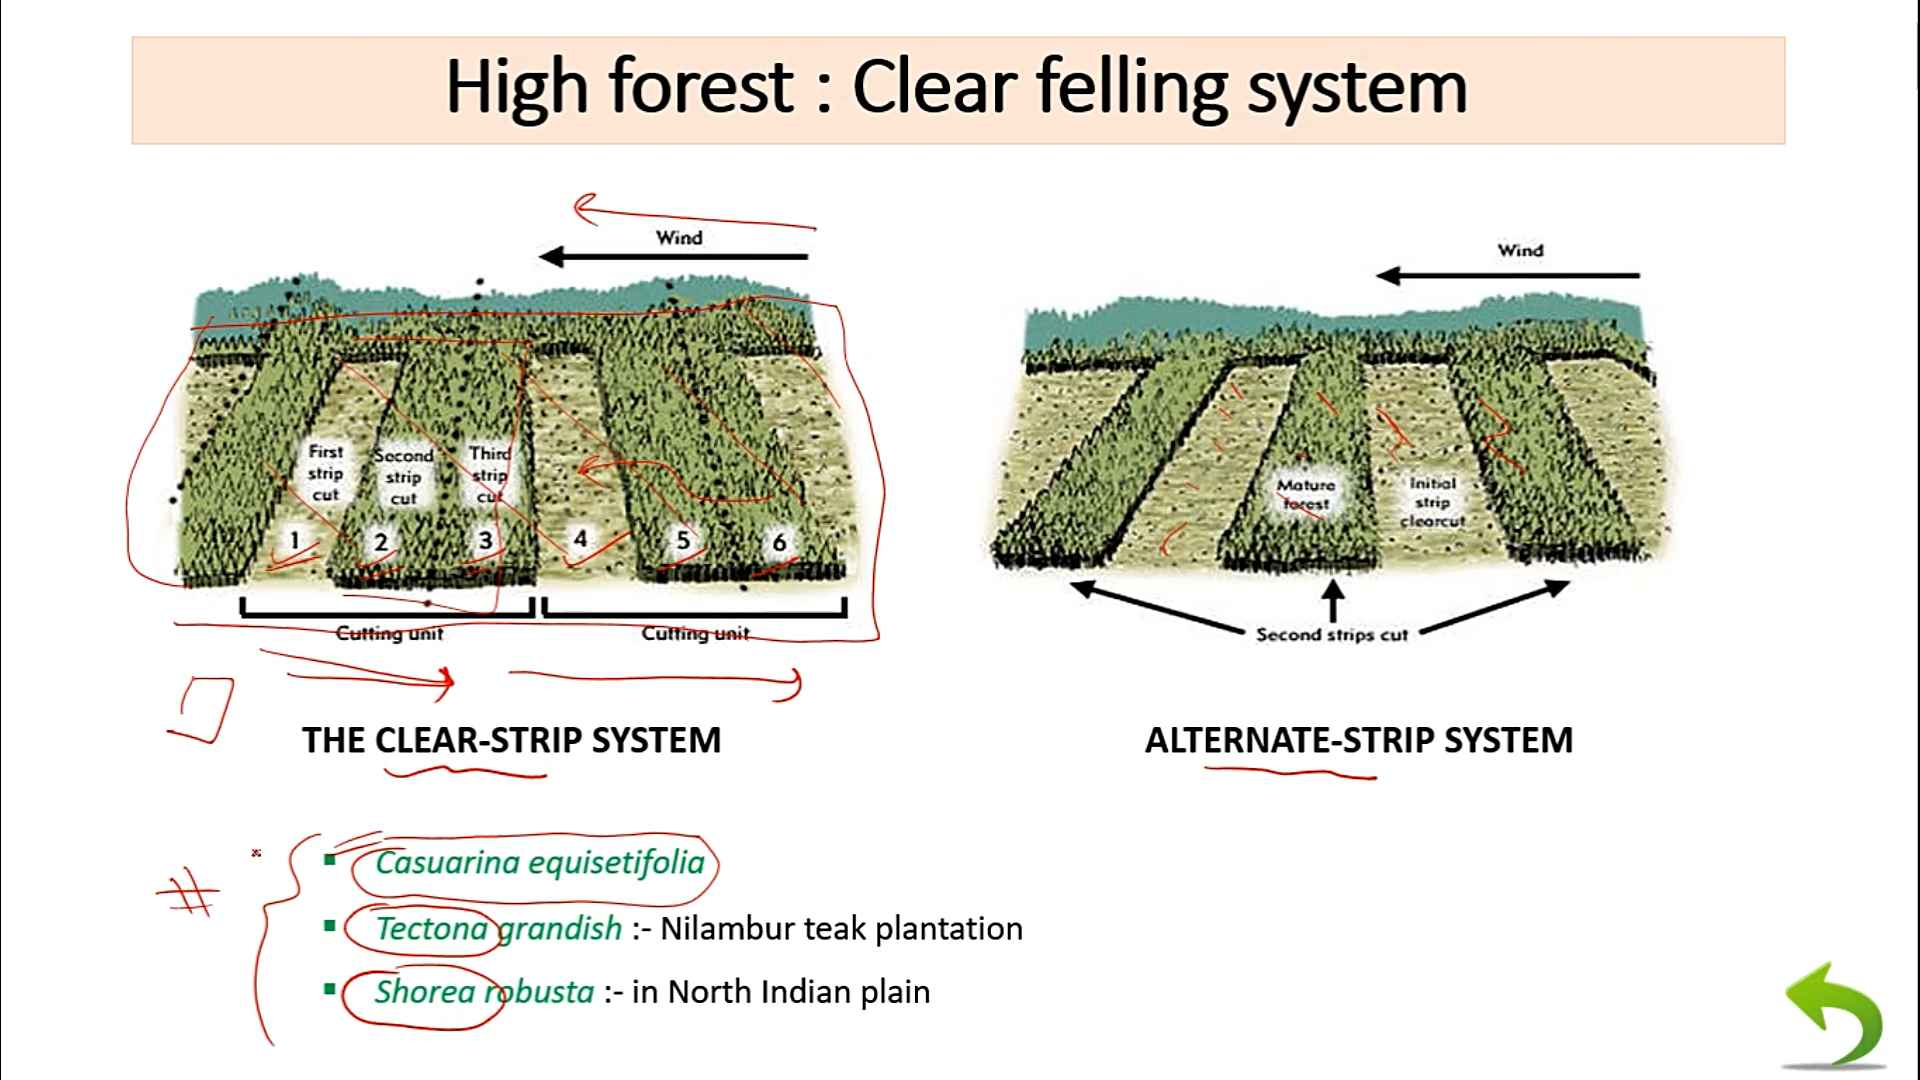 High forest : Clear felling system
Wind
First strip cut
Second strip cut
Third strip cut
1 2 3 4 5 6
Cutting unit Cutting unit
THE CLEAR-STRIP SYSTEM
Wind
Mature forest
Initial strip clearcut
Second strips cut
ALTERNATE-STRIP SYSTEM
#
Casuarina equisetifolia
Tectona grandish :- Nilambur teak plantation
Shorea robusta :- in North Indian plain